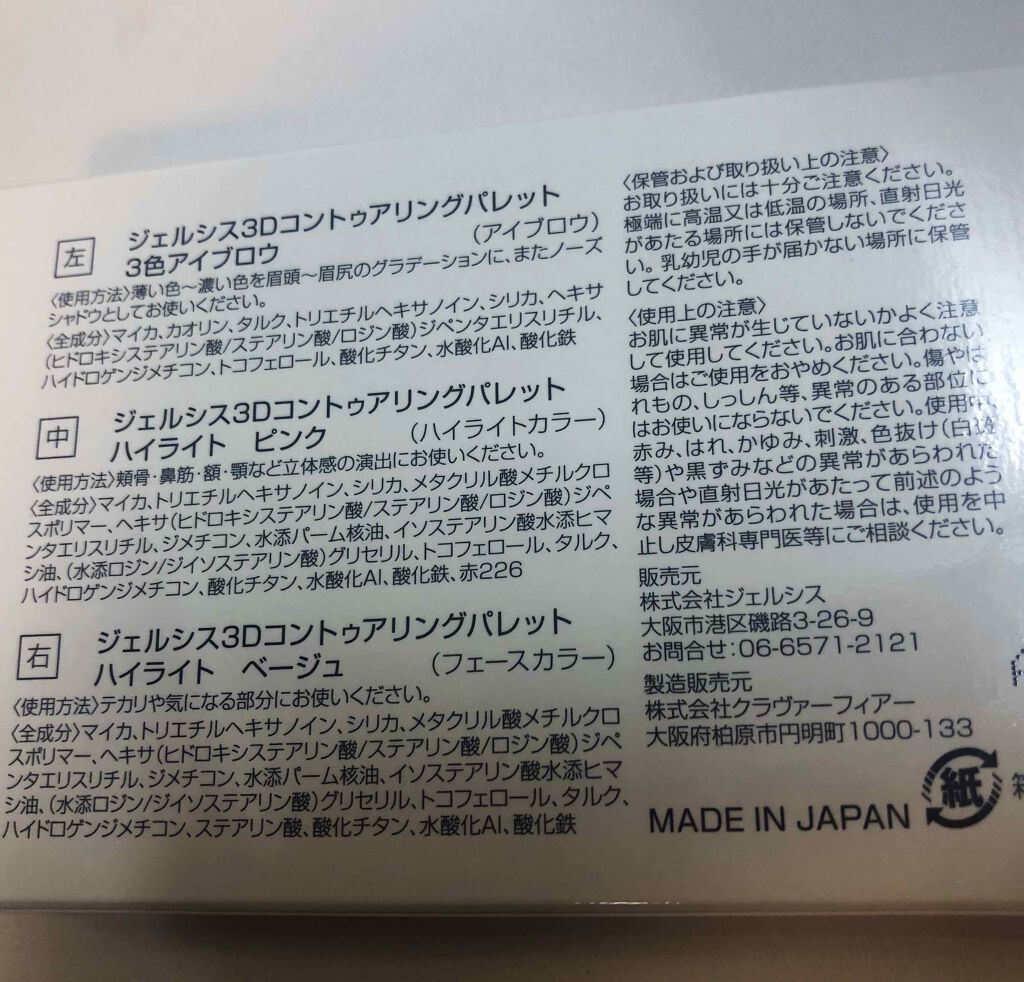 左
ジェルシス3Dコントゥアリングパレット
3色アイブロウ (アイブロウ)
〈使用方法〉薄い色〜濃い色を眉頭〜眉尻のグラデーションに、またノーズ
シャドウとしてお使いください。
〈全成分〉マイカ、カオリン、タルク、トリエチルヘキサノイン、シリカ、ヘキサ
(ヒドロキシステアリン酸/ステアリン酸/ロジン酸)ジペンタエリスリチル、
ハイドロゲンジメチコン、トコフェロール、酸化チタン、水酸化Al、酸化鉄
中
ジェルシス3Dコントゥアリングパレット
ハイライト ピンク (ハイライトカラー)
〈使用方法〉頬骨・鼻筋・額・顎など立体感の演出にお使いください。
〈全成分〉マイカ、トリエチルヘキサノイン、シリカ、メタクリル酸メチルクロ
スポリマー、ヘキサ(ヒドロキシステアリン酸/ステアリン酸/ロジン酸)ジペ
ンタエリスリチル、ジメチコン、水添パーム核油、イソステアリン酸水添ヒマ
シ油、(水添ロジン/ジイソステアリン酸)グリセリル、トコフェロール、タルク、
ハイドロゲンジメチコン、酸化チタン、水酸化Al、酸化鉄、赤226
右
ジェルシス3Dコントゥアリングパレット
ハイライト ベージュ (フェースカラー)
〈使用方法〉テカリや気になる部分にお使いください。
〈全成分〉マイカ、トリエチルヘキサノイン、シリカ、メタクリル酸メチルクロ
スポリマー、ヘキサ(ヒドロキシステアリン酸/ステアリン酸/ロジン酸)ジペ
ンタエリスリチル、ジメチコン、水添パーム核油、イソステアリン酸水添ヒマ
シ油、(水添ロジン/ジイソステアリン酸)グリセリル、トコフェロール、タルク、
ハイドロゲンジメチコン、ステアリン酸、酸化チタン、水酸化Al、酸化鉄
〈保管および取り扱い上の注意〉
お取り扱いには十分ご注意ください。
極端に高温又は低温の場所、直射日光
があたる場所には保管しないでくださ
い。乳幼児の手が届かない場所に保管
してください。
〈使用上の注意〉
お肌に異常が生じていないかよく注意
して使用してください。お肌に合わない
場合はご使用をおやめください。傷やは
れもの、しっしん等、異常のある部位に
はお使いにならないでください。使用中、
赤み、はれ、かゆみ、刺激、色抜け(白斑
等)や黒ずみなどの異常があらわれた
場合や直射日光があたって前述のよう
な異常があらわれた場合は、使用を中
止し皮膚科専門医等にご相談ください。
販売元
株式会社ジェルシス
大阪市港区磯路3-26-9
お問合せ:06-6571-2121
製造販売元
株式会社クラヴァーフィアー
大阪府柏原市円明町1000-133
MADE IN JAPAN
紙